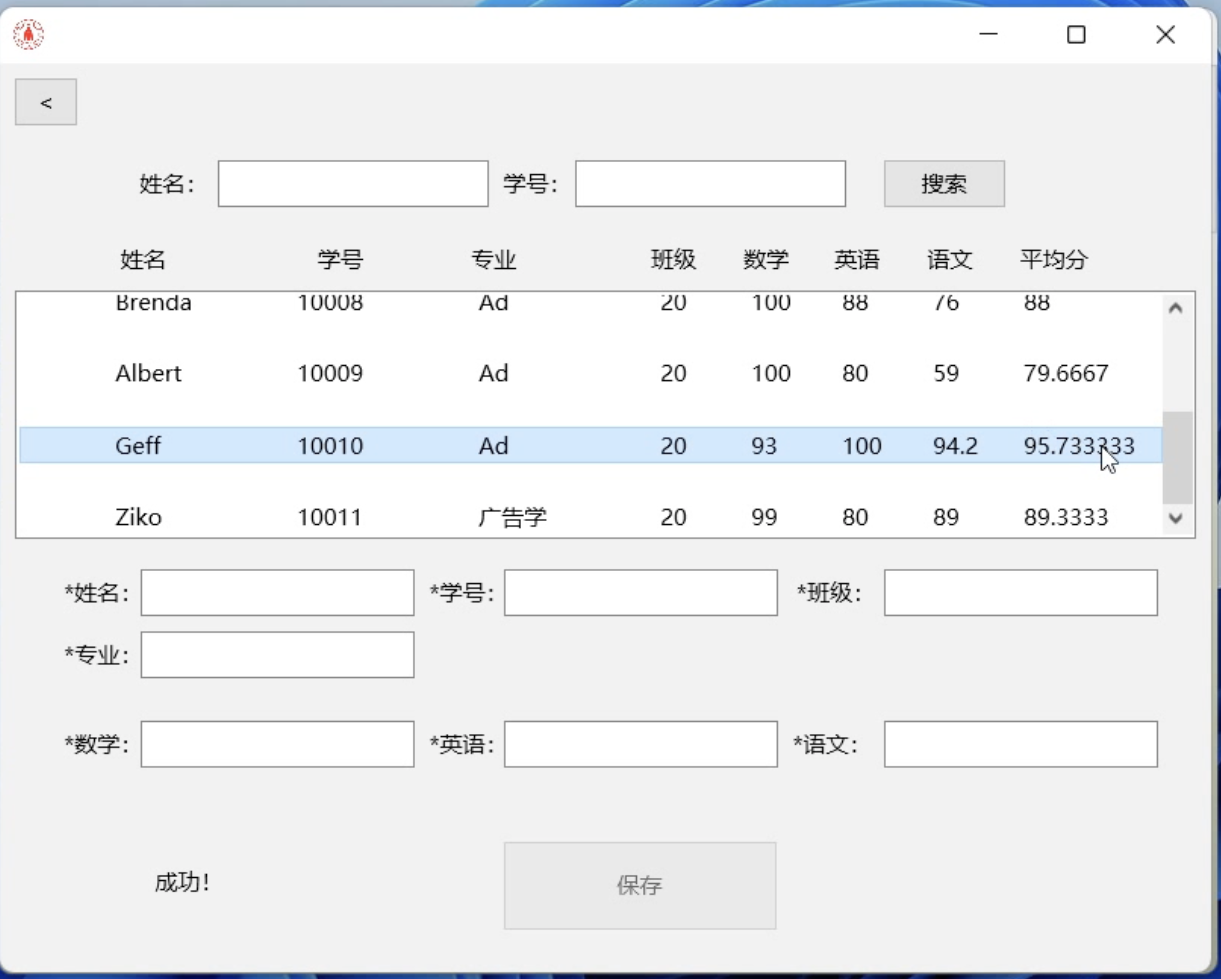 <
姓名: 学号: 搜索
姓名 学号 专业 班级 数学 英语 语文 平均分
Brenda 10008 Ad 20 100 88 76 88
Albert 10009 Ad 20 100 80 59 79.6667
Geff 10010 Ad 20 93 100 94.2 95.733333
Ziko 10011 广告学 20 99 80 89 89.3333
*姓名: *学号: *班级:
*专业:
*数学: *英语: *语文:
成功! 保存